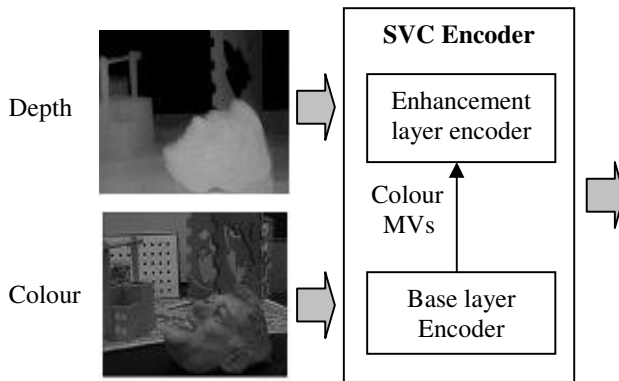 SVC Encoder
Depth
Enhancement
layer encoder
Colour
MVs
Colour
Base layer
Encoder